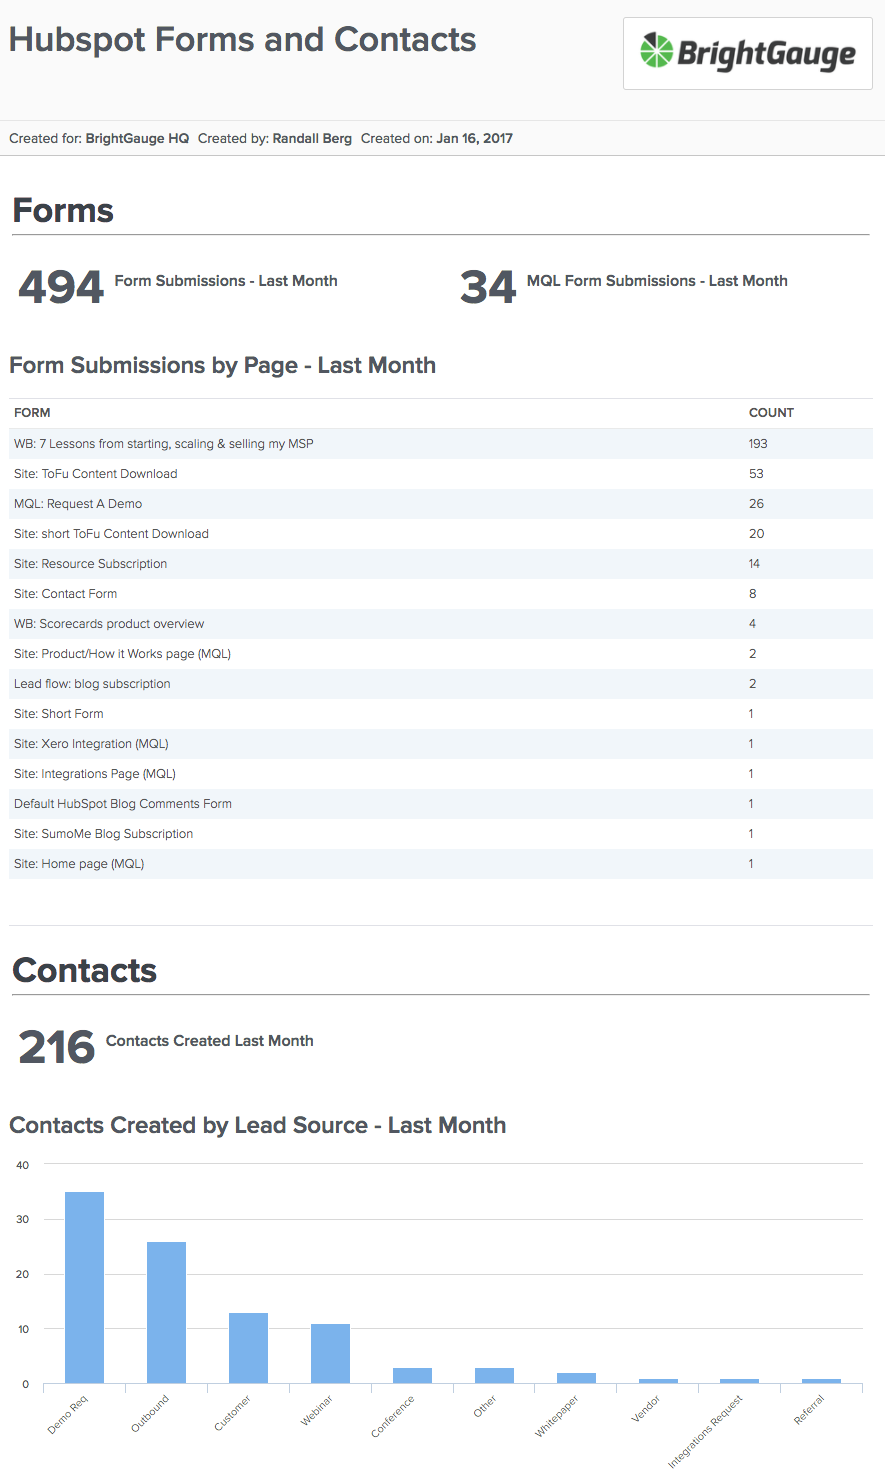 Hubspot Forms and Contacts
BrightGauge
Created for: BrightGauge HQ Created by: Randall Berg Created on: Jan 16, 2017
Forms
494 Form Submissions - Last Month
34 MQL Form Submissions - Last Month
Form Submissions by Page - Last Month
FORM COUNT
WB: 7 Lessons from starting, scaling & selling my MSP 193
Site: ToFu Content Download 53
MQL: Request A Demo 26
Site: short ToFu Content Download 20
Site: Resource Subscription 14
Site: Contact Form 8
WB: Scorecards product overview 4
Site: Product/How it Works page (MQL) 2
Lead flow: blog subscription 2
Site: Short Form 1
Site: Xero Integration (MQL) 1
Site: Integrations Page (MQL) 1
Default HubSpot Blog Comments Form 1
Site: SumoMe Blog Subscription 1
Site: Home page (MQL) 1
Contacts
216 Contacts Created Last Month
Contacts Created by Lead Source - Last Month
40
30
20
10
0
Demo Req
Outbound
Customer
Webinar
Conference
Other
Whitepaper
Vendor
Integrations Request
Referral